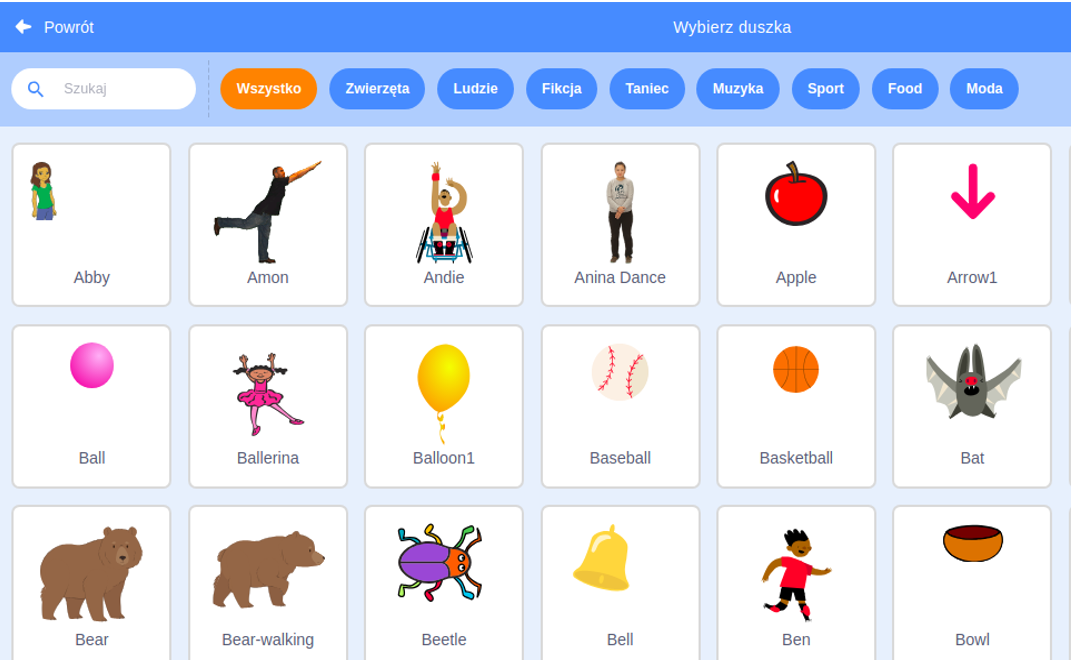 Powrót
Wybierz duszka
Szukaj
Wszystko Zwierzęta Ludzie Fikcja Taniec Muzyka Sport Food Moda
Abby Amon Andie Anina Dance Apple Arrow1
Ball Ballerina Balloon1 Baseball Basketball Bat
Bear Bear-walking Beetle Bell Ben Bowl